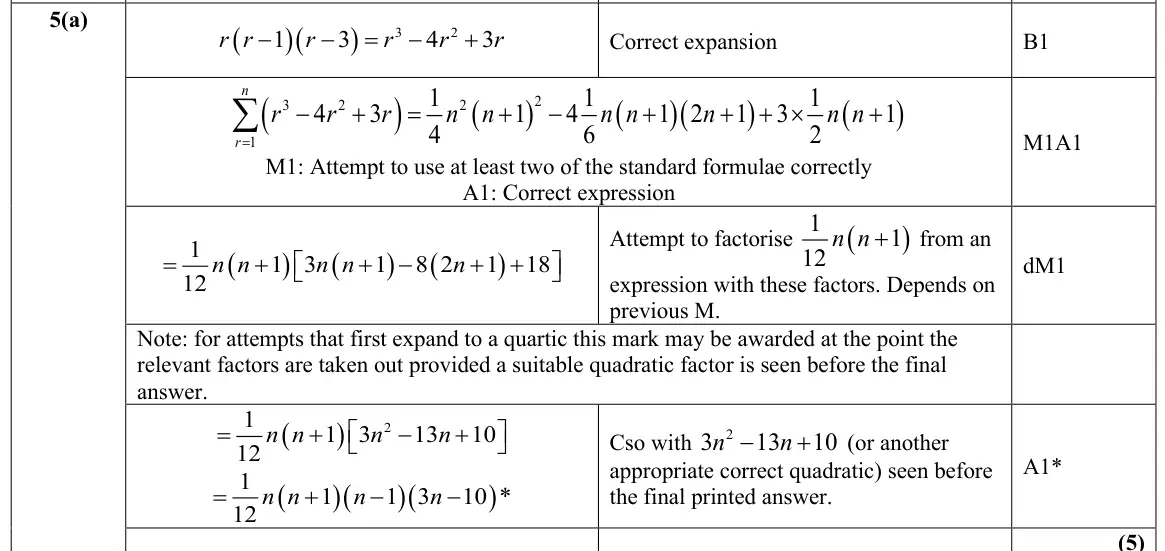 5(a)
r(r−1)(r−3) = r³ − 4r² + 3r
Correct expansion
B1
∑_{r=1}^{n} (r³ − 4r² + 3r) = 1/4 n²(n+1)² − 4 1/6 n(n+1)(2n+1) + 3 × 1/2 n(n+1)
M1: Attempt to use at least two of the standard formulae correctly
A1: Correct expression
M1A1
= 1/12 n(n+1)[3n(n+1) − 8(2n+1) + 18]
Attempt to factorise 1/12 n(n+1) from an
expression with these factors. Depends on
previous M.
dM1
Note: for attempts that first expand to a quartic this mark may be awarded at the point the
relevant factors are taken out provided a suitable quadratic factor is seen before the final
answer.
= 1/12 n(n+1)[3n² − 13n + 10]
= 1/12 n(n+1)(n−1)(3n−10)*
Cso with 3n² − 13n + 10 (or another
appropriate correct quadratic) seen before
the final printed answer.
A1*
(5)